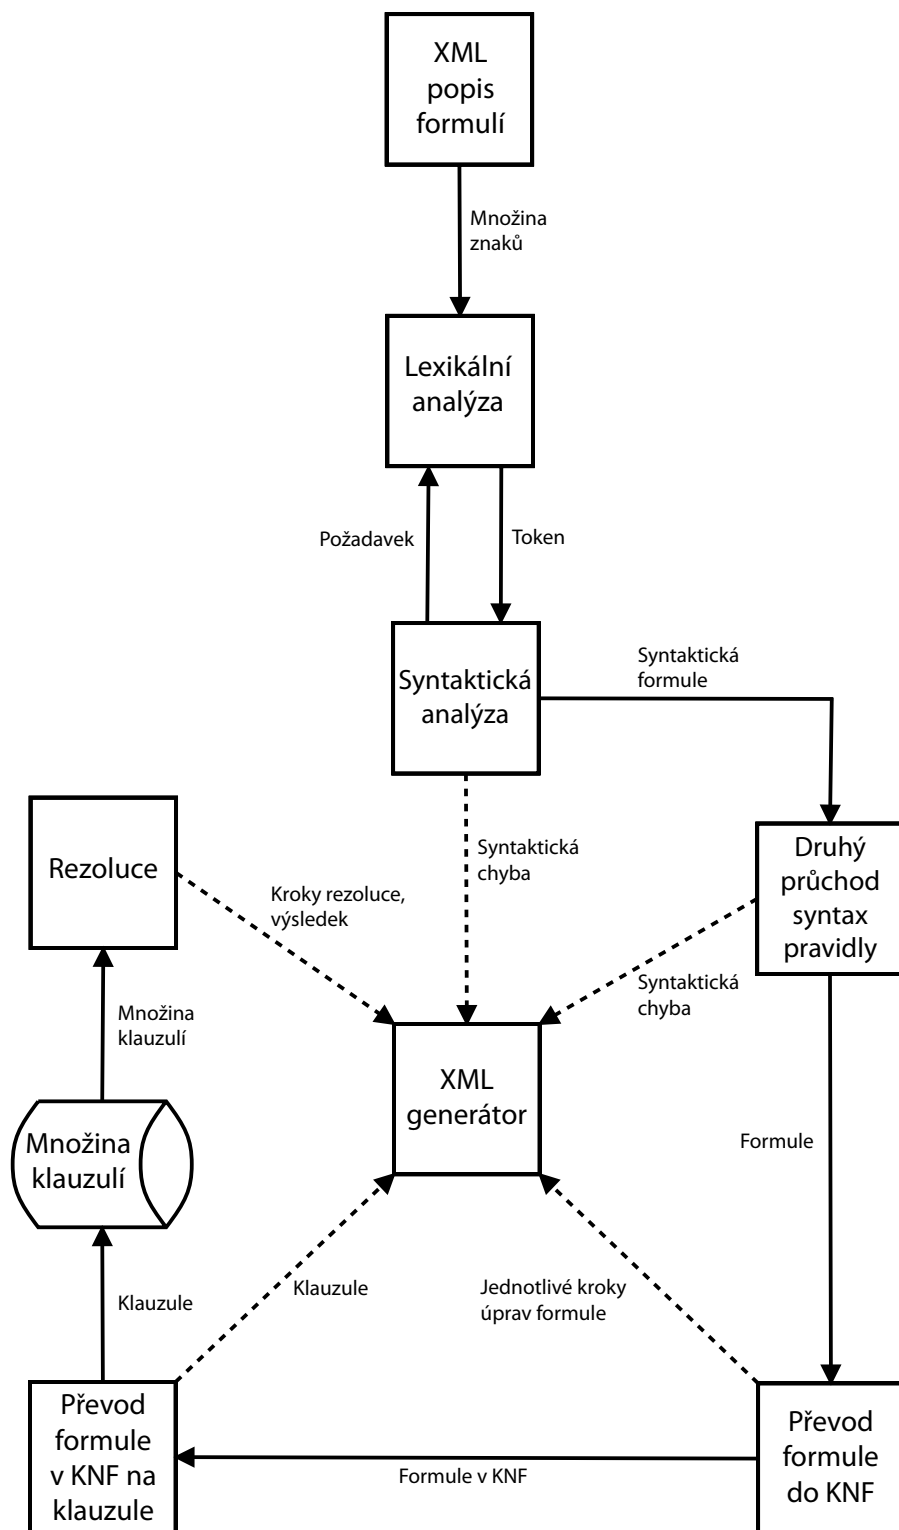 XML
popis
formulí
Množina
znaků
Lexikální
analýza
Požadavek
Token
Syntaktická
analýza
Syntaktická
formule
Rezoluce
Kroky rezoluce,
výsledek
Syntaktická
chyba
Druhý
průchod
syntax
pravidly
Syntaktická
chyba
Množina
klauzulí
XML
generátor
Množina
klauzulí
Formule
Klauzule
Klauzule
Jednotlivé kroky
úprav formule
Převod
formule
v KNF na
klauzule
Formule v KNF
Převod
formule
do KNF